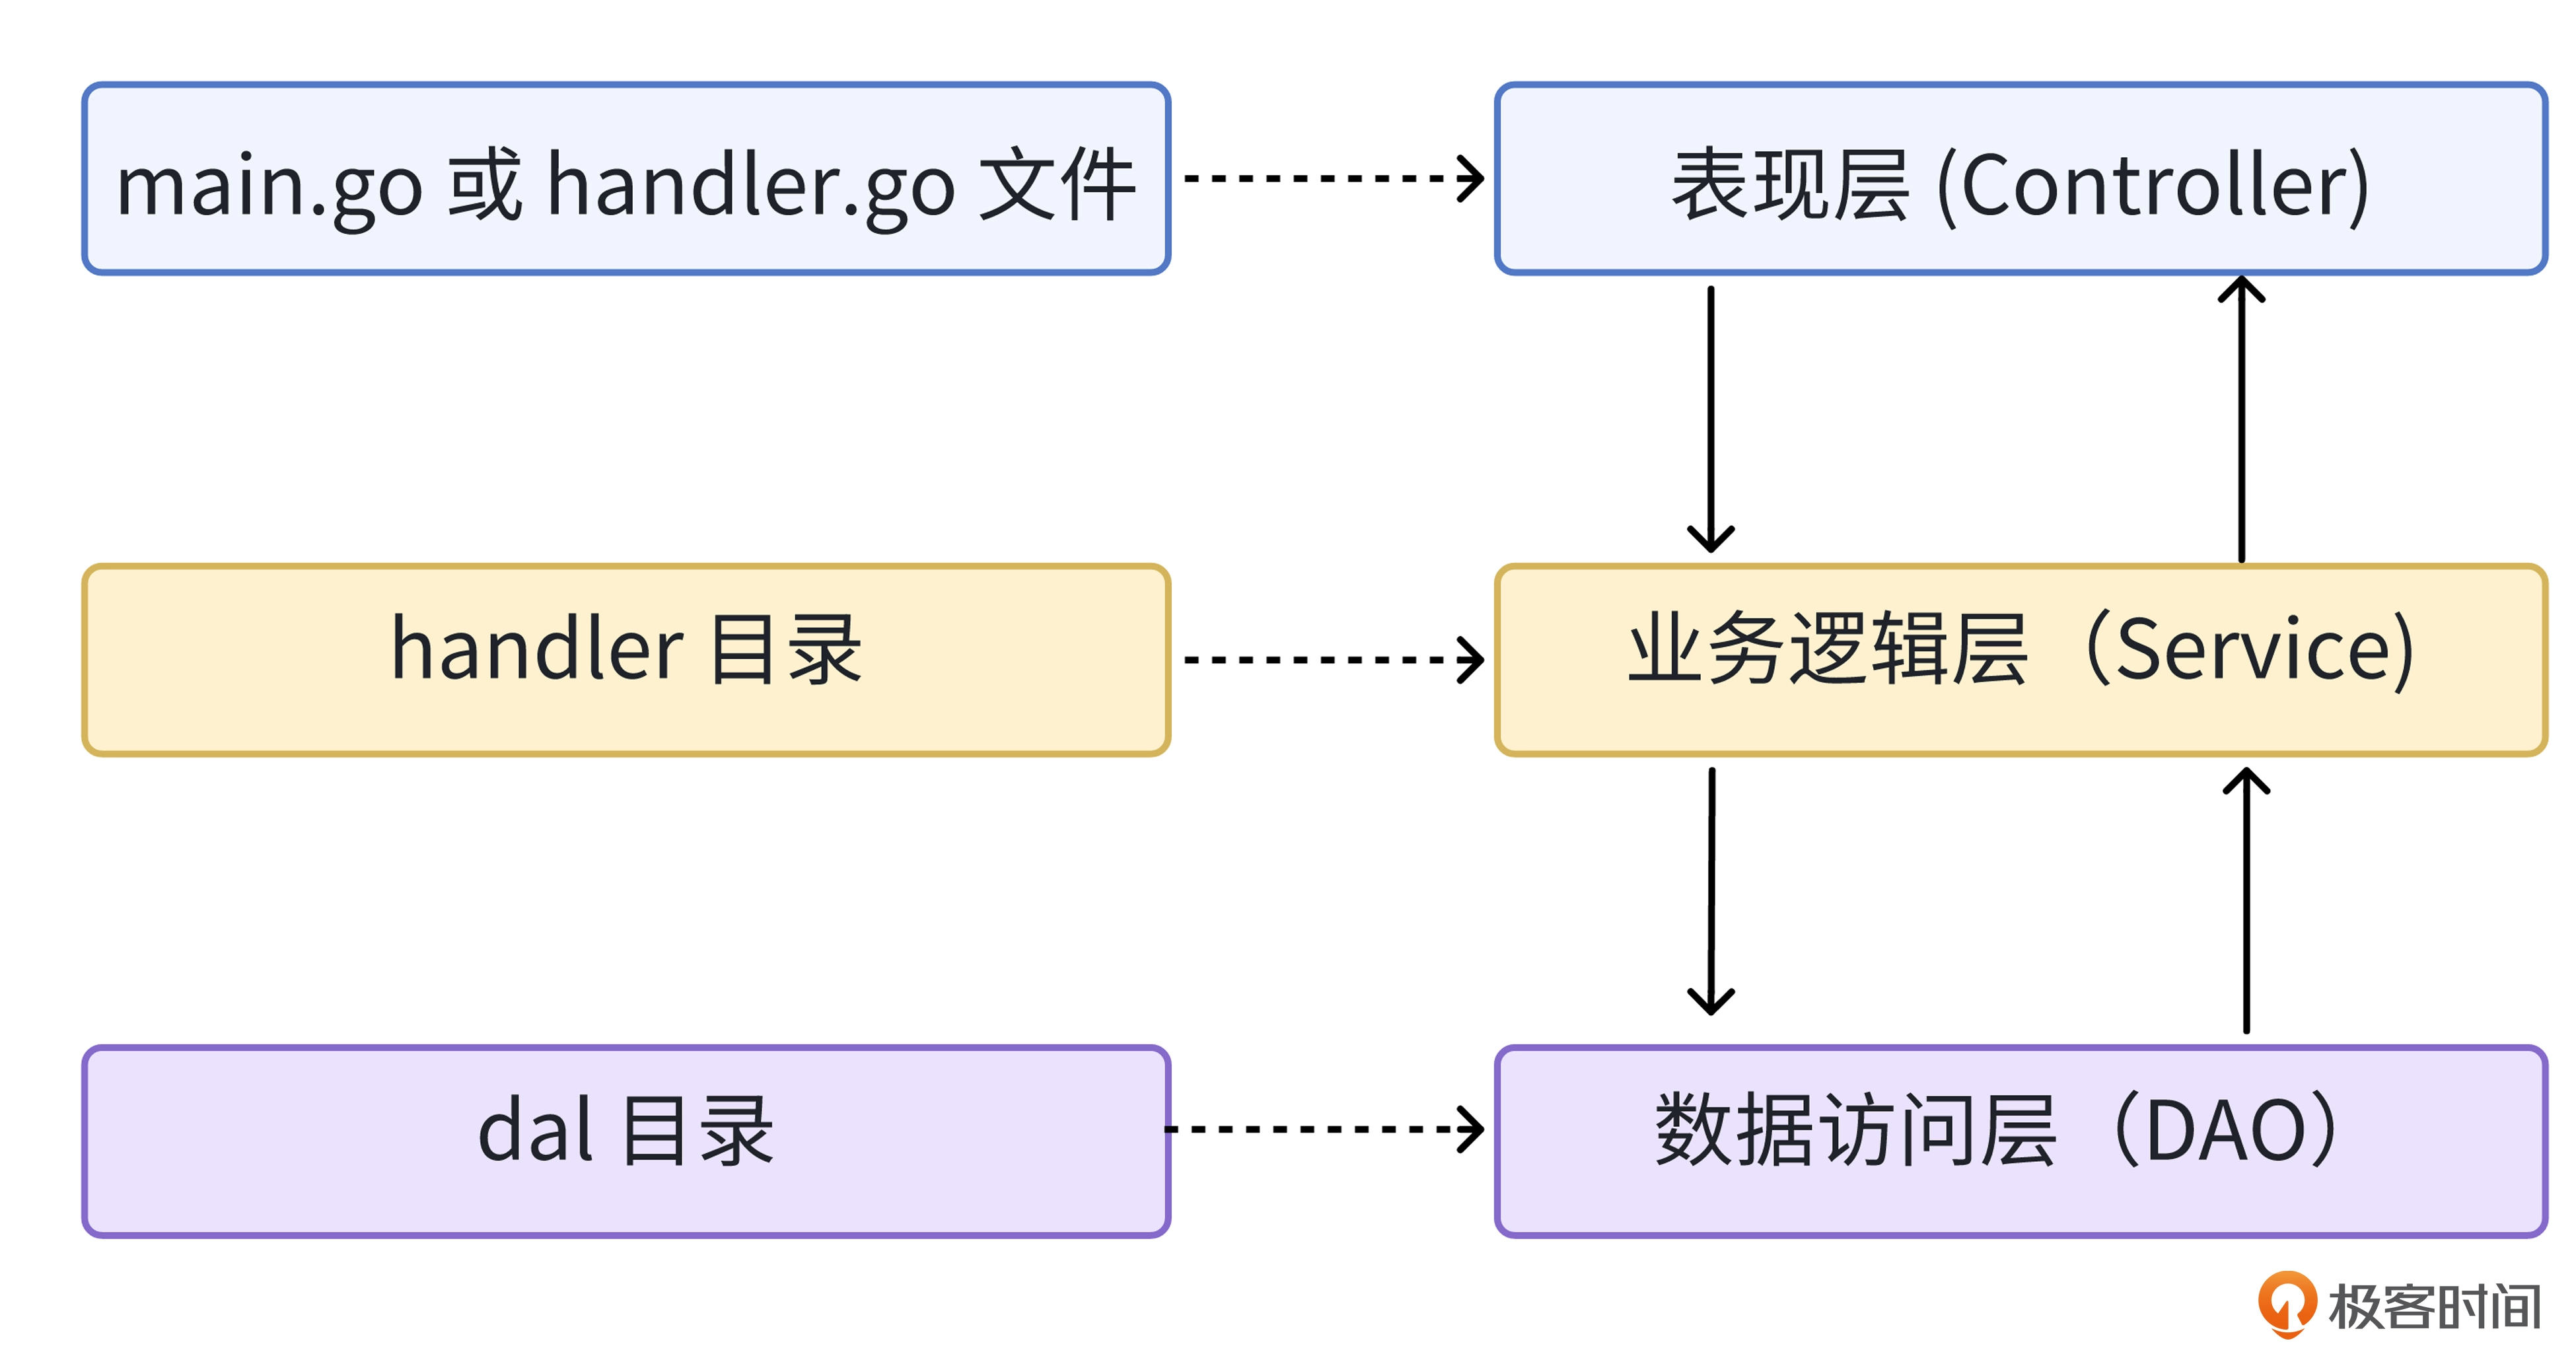 main.go 或 handler.go 文件
表现层 (Controller)
handler 目录
业务逻辑层（Service)
dal 目录
数据访问层（DAO）
极客时间